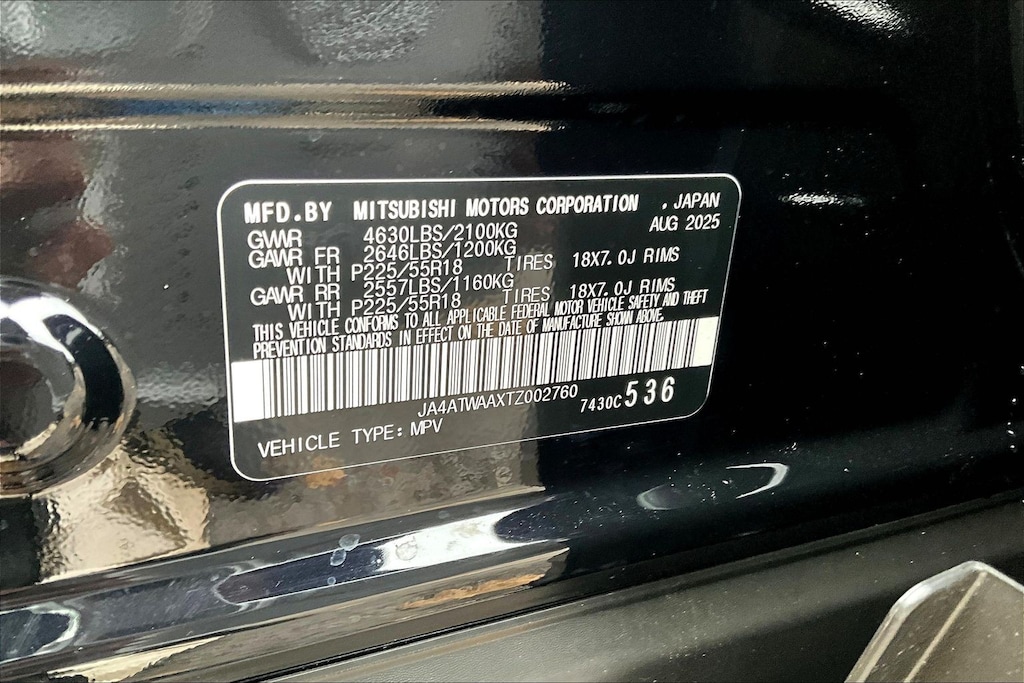 MFD.BY MITSUBISHI MOTORS CORPORATION , JAPAN
AUG 2025
GVWR 4630LBS/2100KG
GAWR FR 2646LBS/1200KG
WITH P225/55R18 TIRES 18X7.0J RIMS
GAWR RR 2557LBS/1160KG
WITH P225/55R18 TIRES 18X7.0J RIMS
THIS VEHICLE CONFORMS TO ALL APPLICABLE FEDERAL MOTOR VEHICLE SAFETY AND THEFT
PREVENTION STANDARDS IN EFFECT ON THE DATE OF MANUFACTURE SHOWN ABOVE.
JA4ATWAAXTZ002760
7430C 536
VEHICLE TYPE: MPV